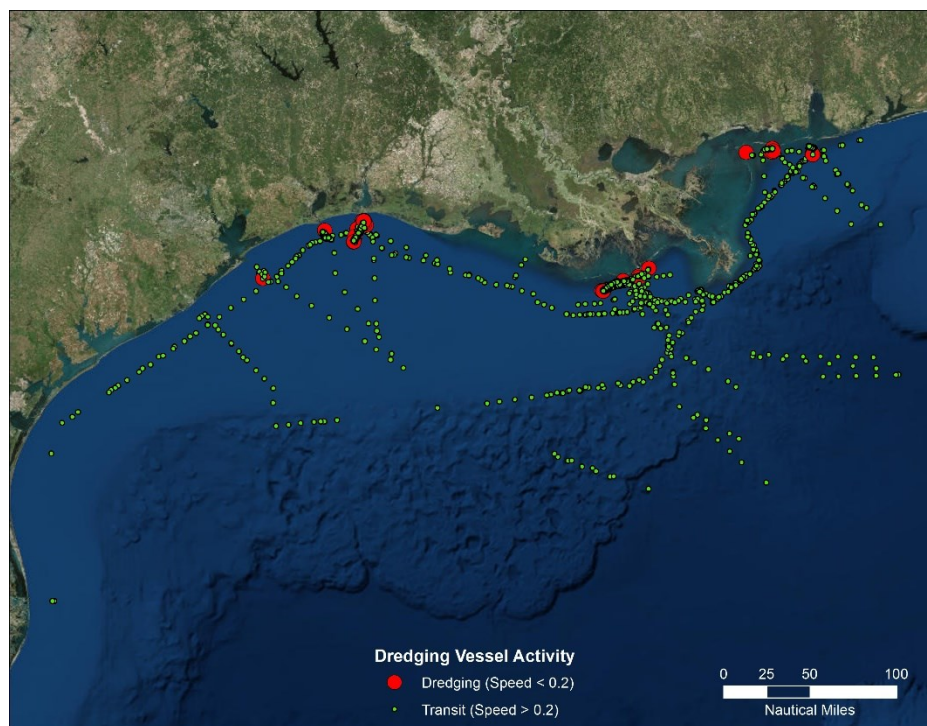 Dredging Vessel Activity
Dredging (Speed < 0.2)
Transit (Speed > 0.2)
0 25 50 100
Nautical Miles